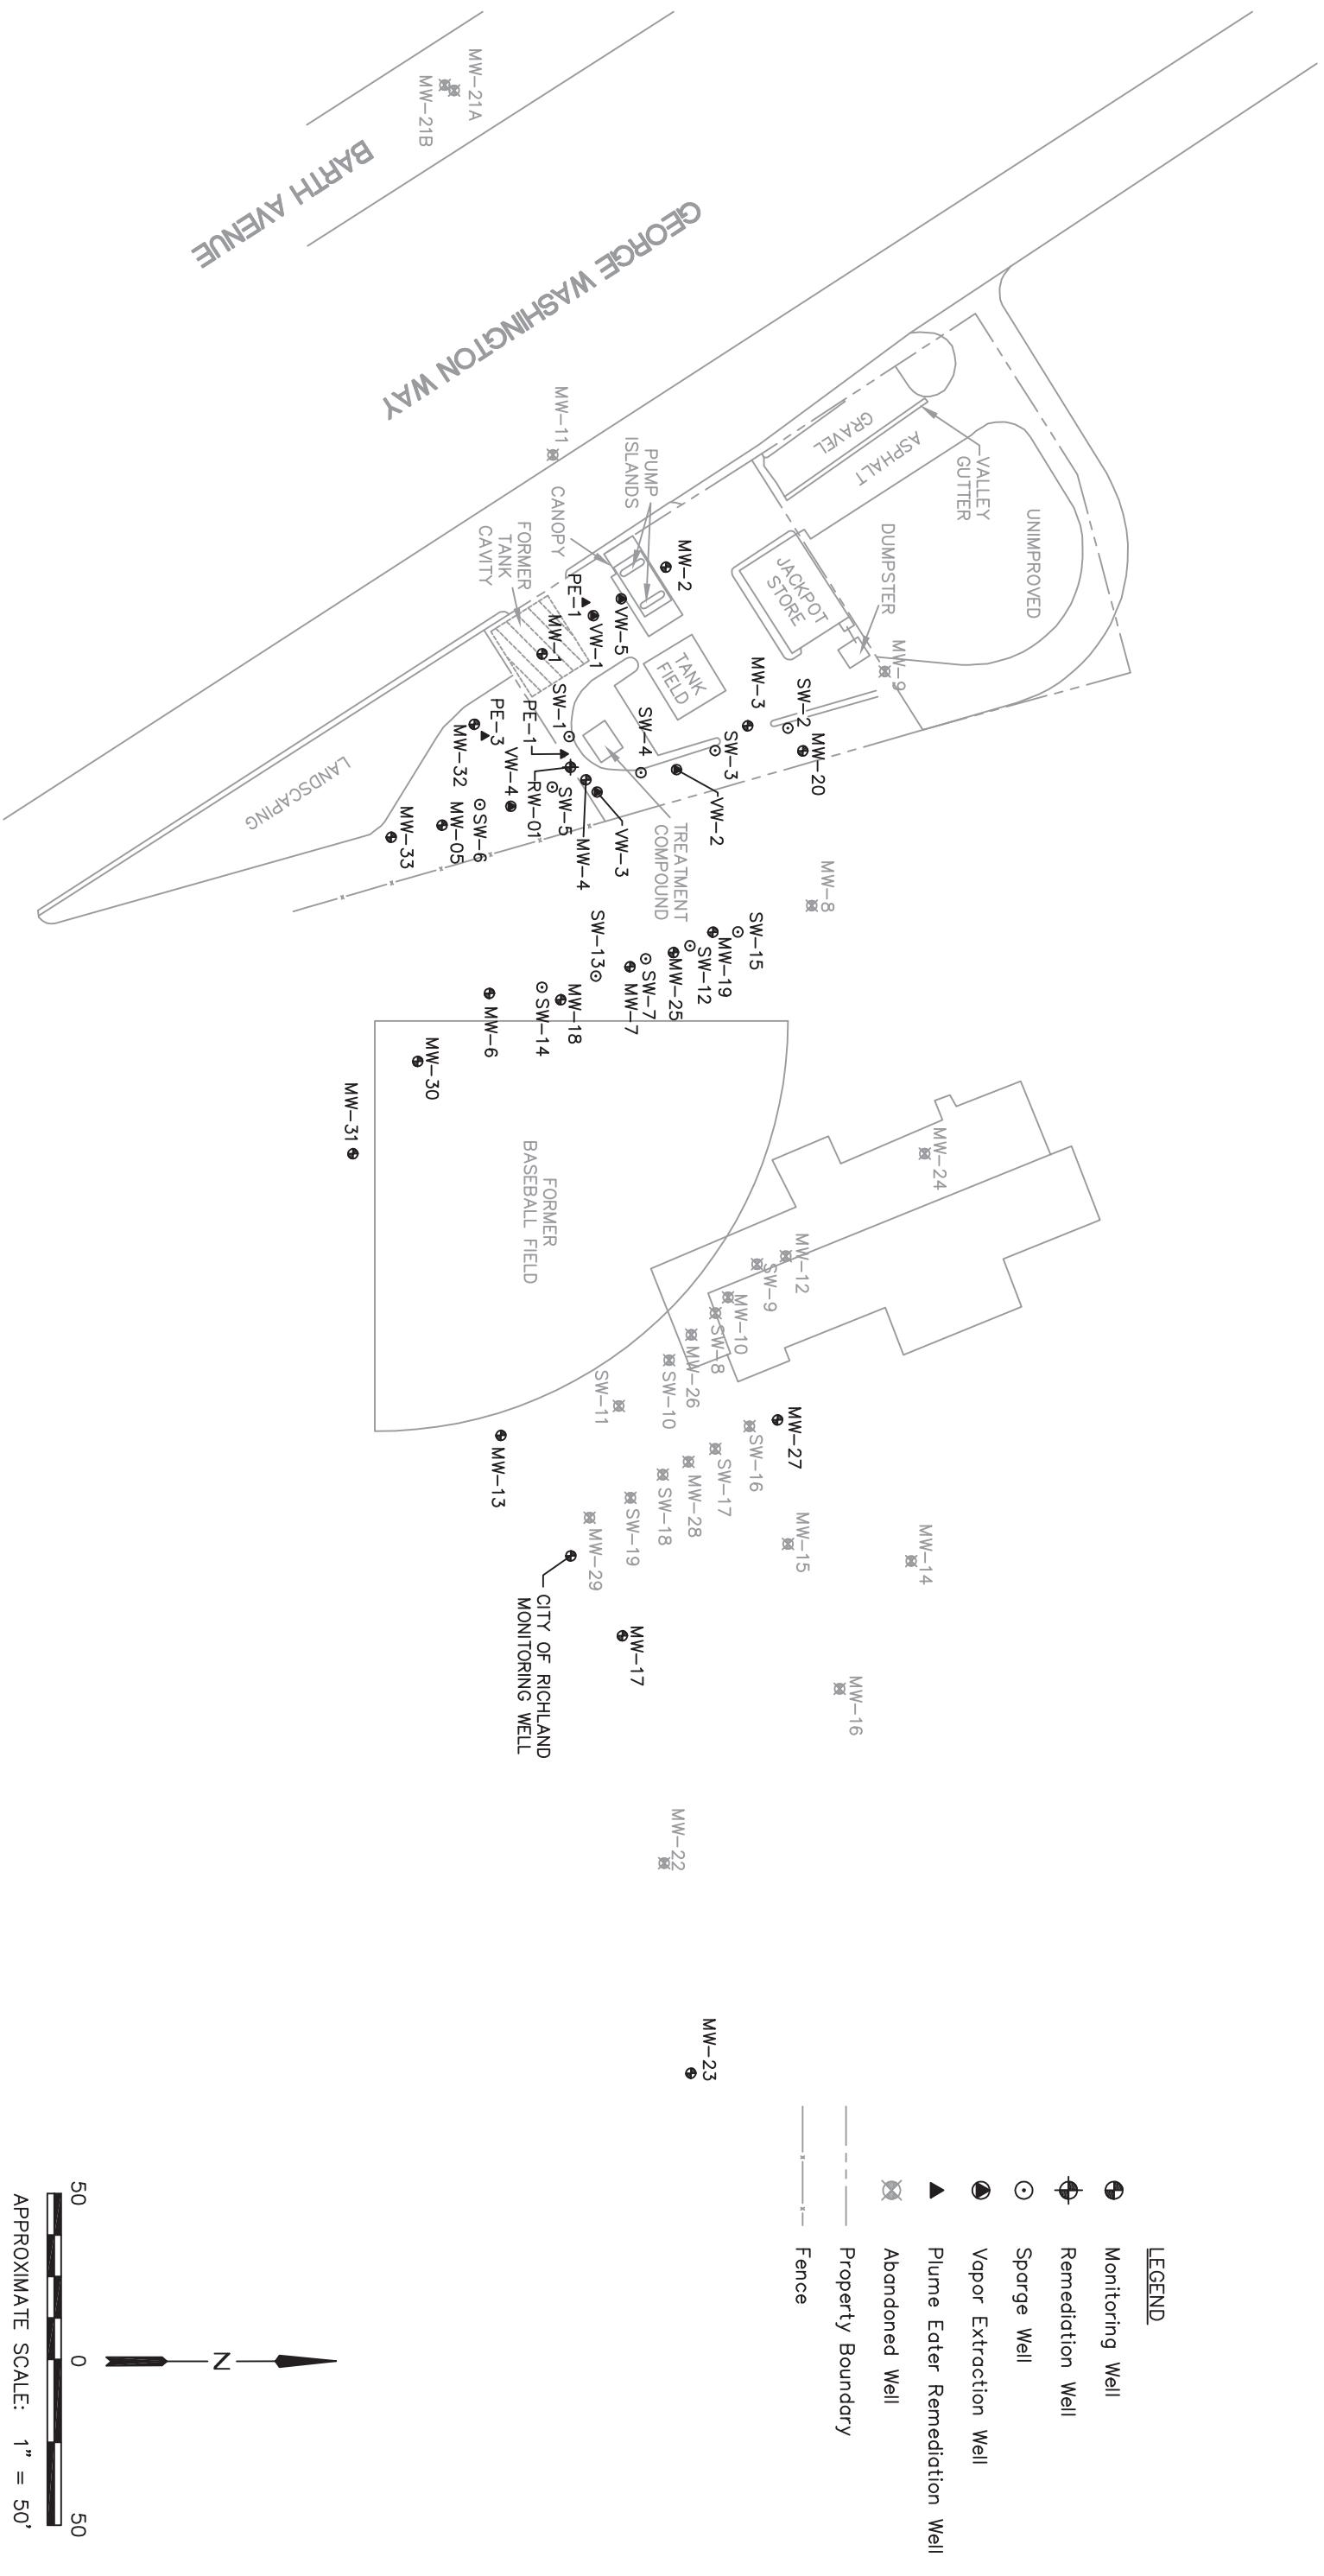 MW-21A
MW-21B
BARTH AVENUE
GEORGE WASHINGTON WAY
MW-11
PUMP
ISLANDS
CANOPY
FORMER
TANK
CAVITY
GRAVEL
ASPHALT
VALLEY
GUTTER
UNIMPROVED
DUMPSTER
JACKPOT
STORE
MW-9
MW-2
PE-1
VW-5
VW-1
MW-1
TANK
FIELD
MW-3
SW-2
MW-20
SW-3
SW-4
SW-1
PE-1
PE-3
MW-32
VW-4
RW-01
SW-5
MW-4
VW-3
VW-2
SW-6
MW-05
MW-33
LANDSCAPING
TREATMENT
COMPOUND
MW-8
SW-15
MW-19
SW-12
MW-25
SW-7
MW-7
SW-13
MW-18
SW-14
MW-6
MW-30
MW-31
FORMER
BASEBALL FIELD
MW-24
MW-12
SW-9
MW-10
SW-8
MW-26
SW-10
SW-11
MW-27
SW-16
SW-17
MW-28
SW-18
SW-19
MW-29
MW-13
MW-15
MW-14
CITY OF RICHLAND
MONITORING WELL
MW-17
MW-16
MW-22
MW-23
LEGEND
Monitoring Well
Remediation Well
Sparge Well
Vapor Extraction Well
Plume Eater Remediation Well
Abandoned Well
Property Boundary
Fence
N
50 0 50
APPROXIMATE SCALE: 1" = 50'